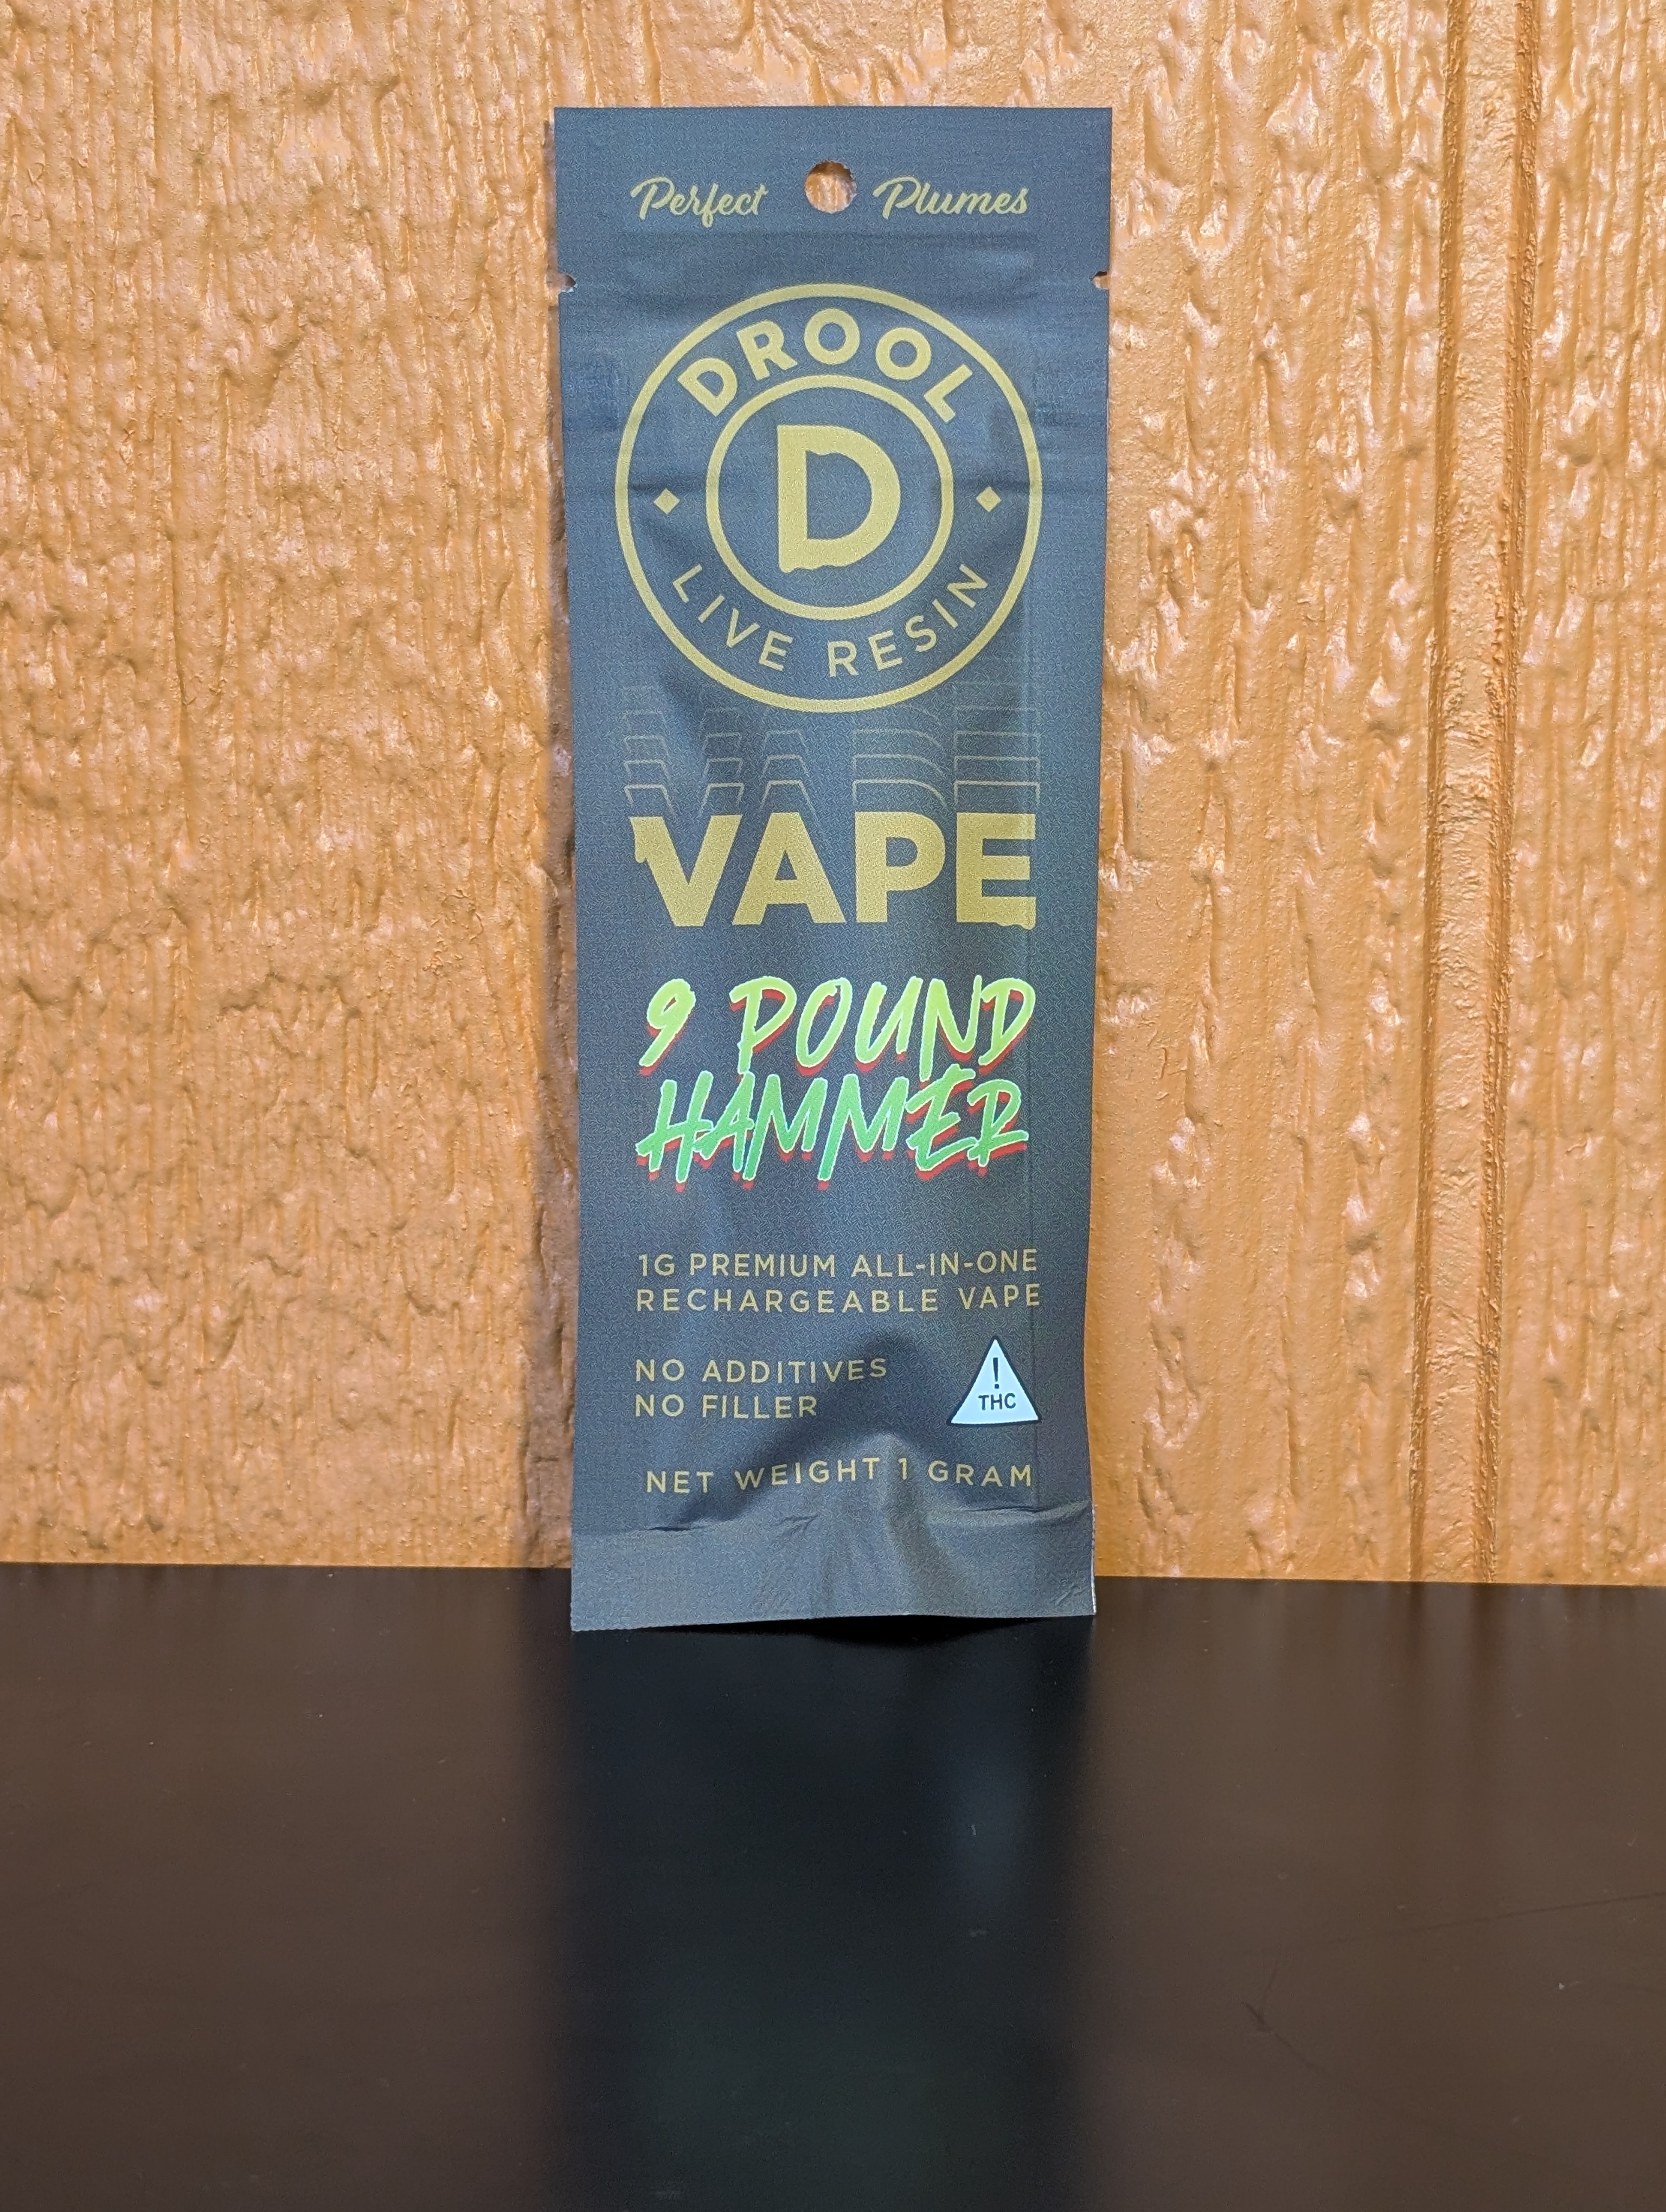 Perfect Plumes
DROOL
D
LIVE RESIN
VAPE
9 POUND
HAMMER
1G PREMIUM ALL-IN-ONE
RECHARGEABLE VAPE
NO ADDITIVES
NO FILLER
!
THC
NET WEIGHT 1 GRAM